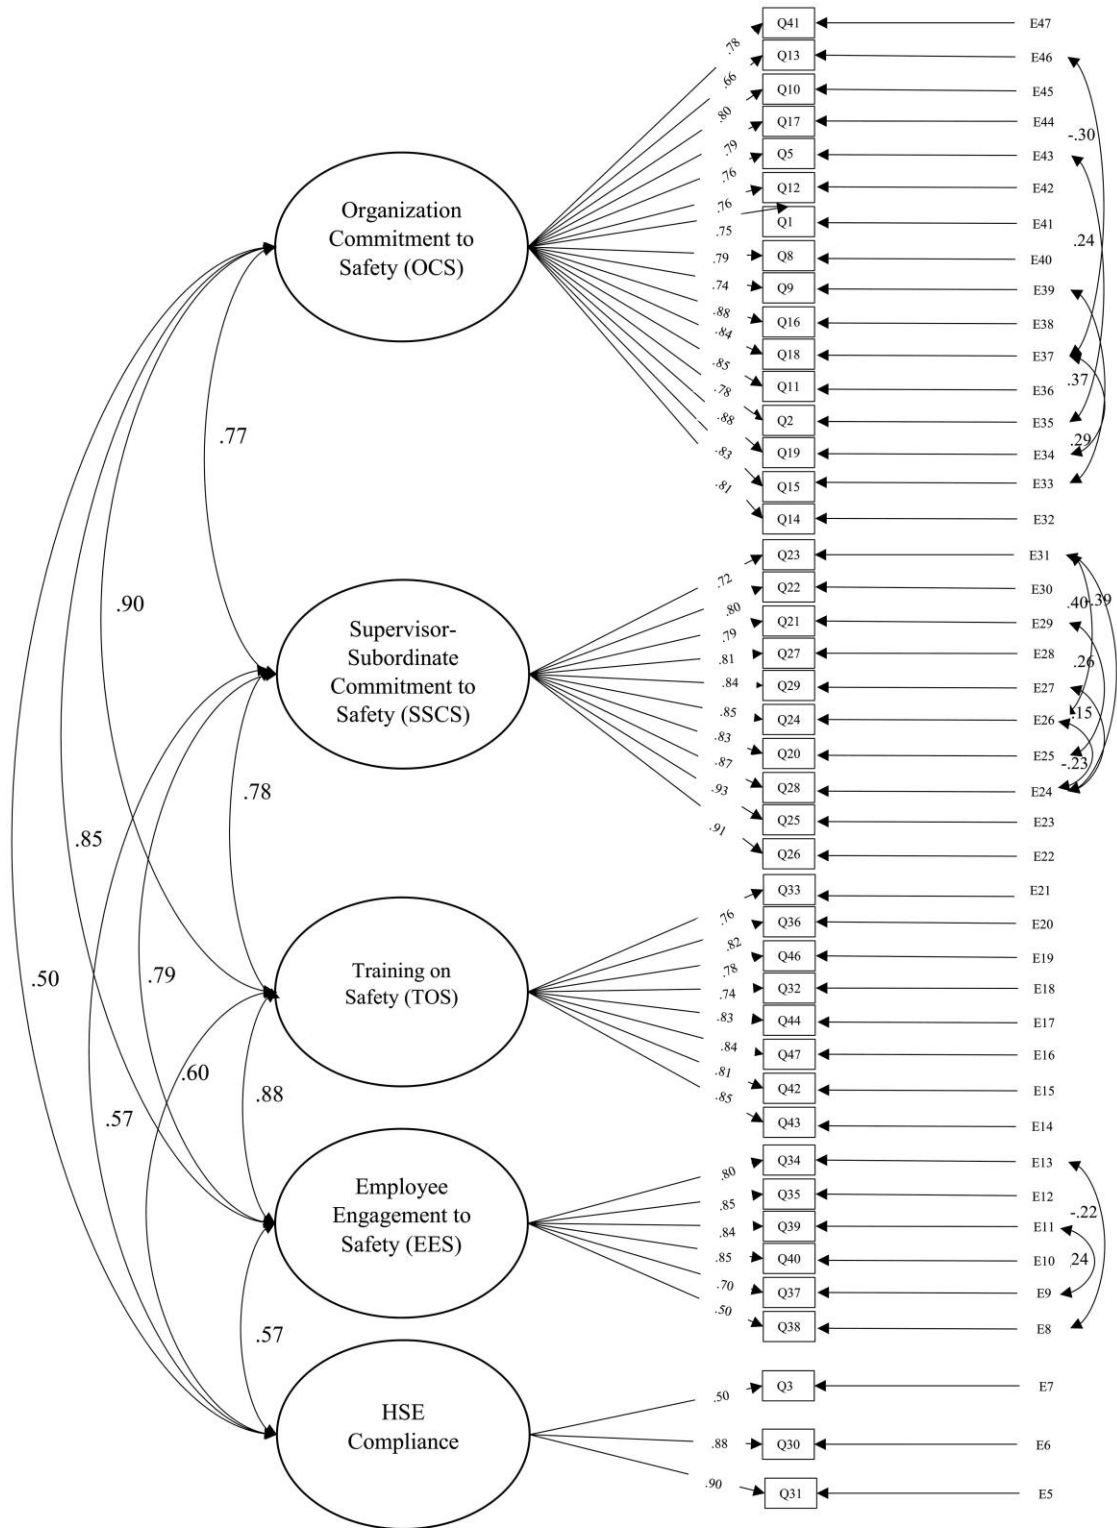 .78 Q41 E47
.66 Q13 E46
.80 Q10 E45
.79 Q17 E44
-.30
.76 Q5 E43
.76 Q12 E42
.75 Q1 E41
.24
.79 Q8 E40
.74 Q9 E39
.88 Q16 E38
.84 Q18 E37
.37
.85 Q11 E36
.78 Q2 E35
.29
.88 Q19 E34
.83 Q15 E33
.81 Q14 E32
Organization
Commitment to
Safety (OCS)
.77
.90
.85
.50
.72 Q23 E31
.80 Q22 E30
.40 -.39
.79 Q21 E29
.81 Q27 E28
.26
.84 Q29 E27
.85 Q24 E26
.15
.83 Q20 E25
-.23
.87 Q28 E24
.93 Q25 E23
.91 Q26 E22
Supervisor-
Subordinate
Commitment to
Safety (SSCS)
.78
.79
.57
.76 Q33 E21
.82 Q36 E20
.78 Q46 E19
.74 Q32 E18
.83 Q44 E17
.84 Q47 E16
.81 Q42 E15
.85 Q43 E14
Training on
Safety (TOS)
.60
.88
.80 Q34 E13
.85 Q35 E12
-.22
.84 Q39 E11
.85 Q40 E10
.24
.70 Q37 E9
.50 Q38 E8
Employee
Engagement to
Safety (EES)
.57
.50 Q3 E7
.88 Q30 E6
.90 Q31 E5
HSE
Compliance